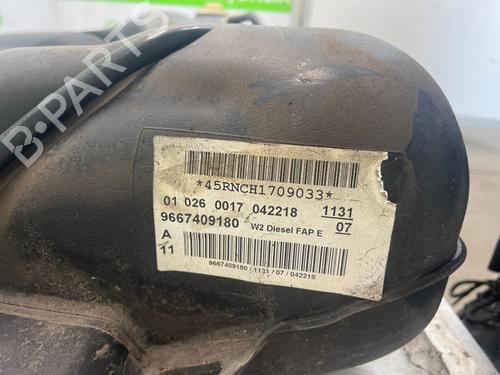 B-PARTS
*45RNCH1709033*
01 026 0017 042218 1131
9667409180 W2 Diesel FAP E 07
A
11
9667409180 / 1131 / 07 / 042218